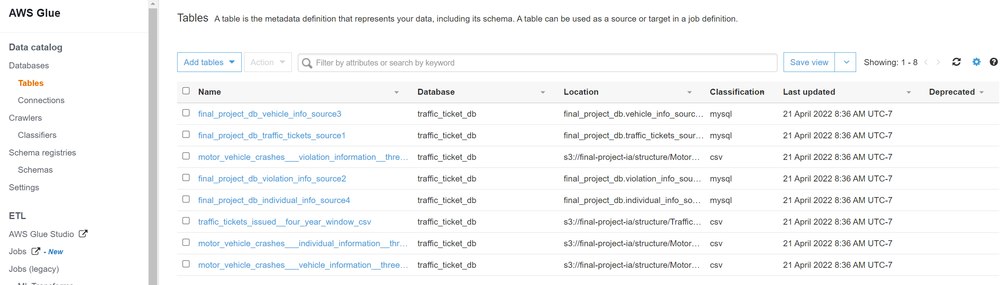 AWS Glue
Data catalog
Databases
Tables
Connections
Crawlers
Classifiers
Schema registries
Schemas
Settings
ETL
AWS Glue Studio
Jobs - New
Jobs (legacy)
Tables A table is the metadata definition that represents your data, including its schema. A table can be used as a source or target in a job definition.
Add tables Action Filter by attributes or search by keyword Save view Showing: 1 - 8
Name Database Location Classification Last updated Deprecated
final_project_db_vehicle_info_source3 traffic_ticket_db final_project_db.vehicle_info_sourc... mysql 21 April 2022 8:36 AM UTC-7
final_project_db_traffic_tickets_source1 traffic_ticket_db final_project_db.traffic_tickets_sour... mysql 21 April 2022 8:36 AM UTC-7
motor_vehicle_crashes___violation_information__thre... traffic_ticket_db s3://final-project-ia/structure/Motor... csv 21 April 2022 8:36 AM UTC-7
final_project_db_violation_info_source2 traffic_ticket_db final_project_db.violation_info_sou... mysql 21 April 2022 8:36 AM UTC-7
final_project_db_individual_info_source4 traffic_ticket_db final_project_db.individual_info_so... mysql 21 April 2022 8:36 AM UTC-7
traffic_tickets_issued__four_year_window_csv traffic_ticket_db s3://final-project-ia/structure/Traffic... csv 21 April 2022 8:36 AM UTC-7
motor_vehicle_crashes___individual_information__thr... traffic_ticket_db s3://final-project-ia/structure/Motor... csv 21 April 2022 8:36 AM UTC-7
motor_vehicle_crashes___vehicle_information__three... traffic_ticket_db s3://final-project-ia/structure/Motor... csv 21 April 2022 8:36 AM UTC-7